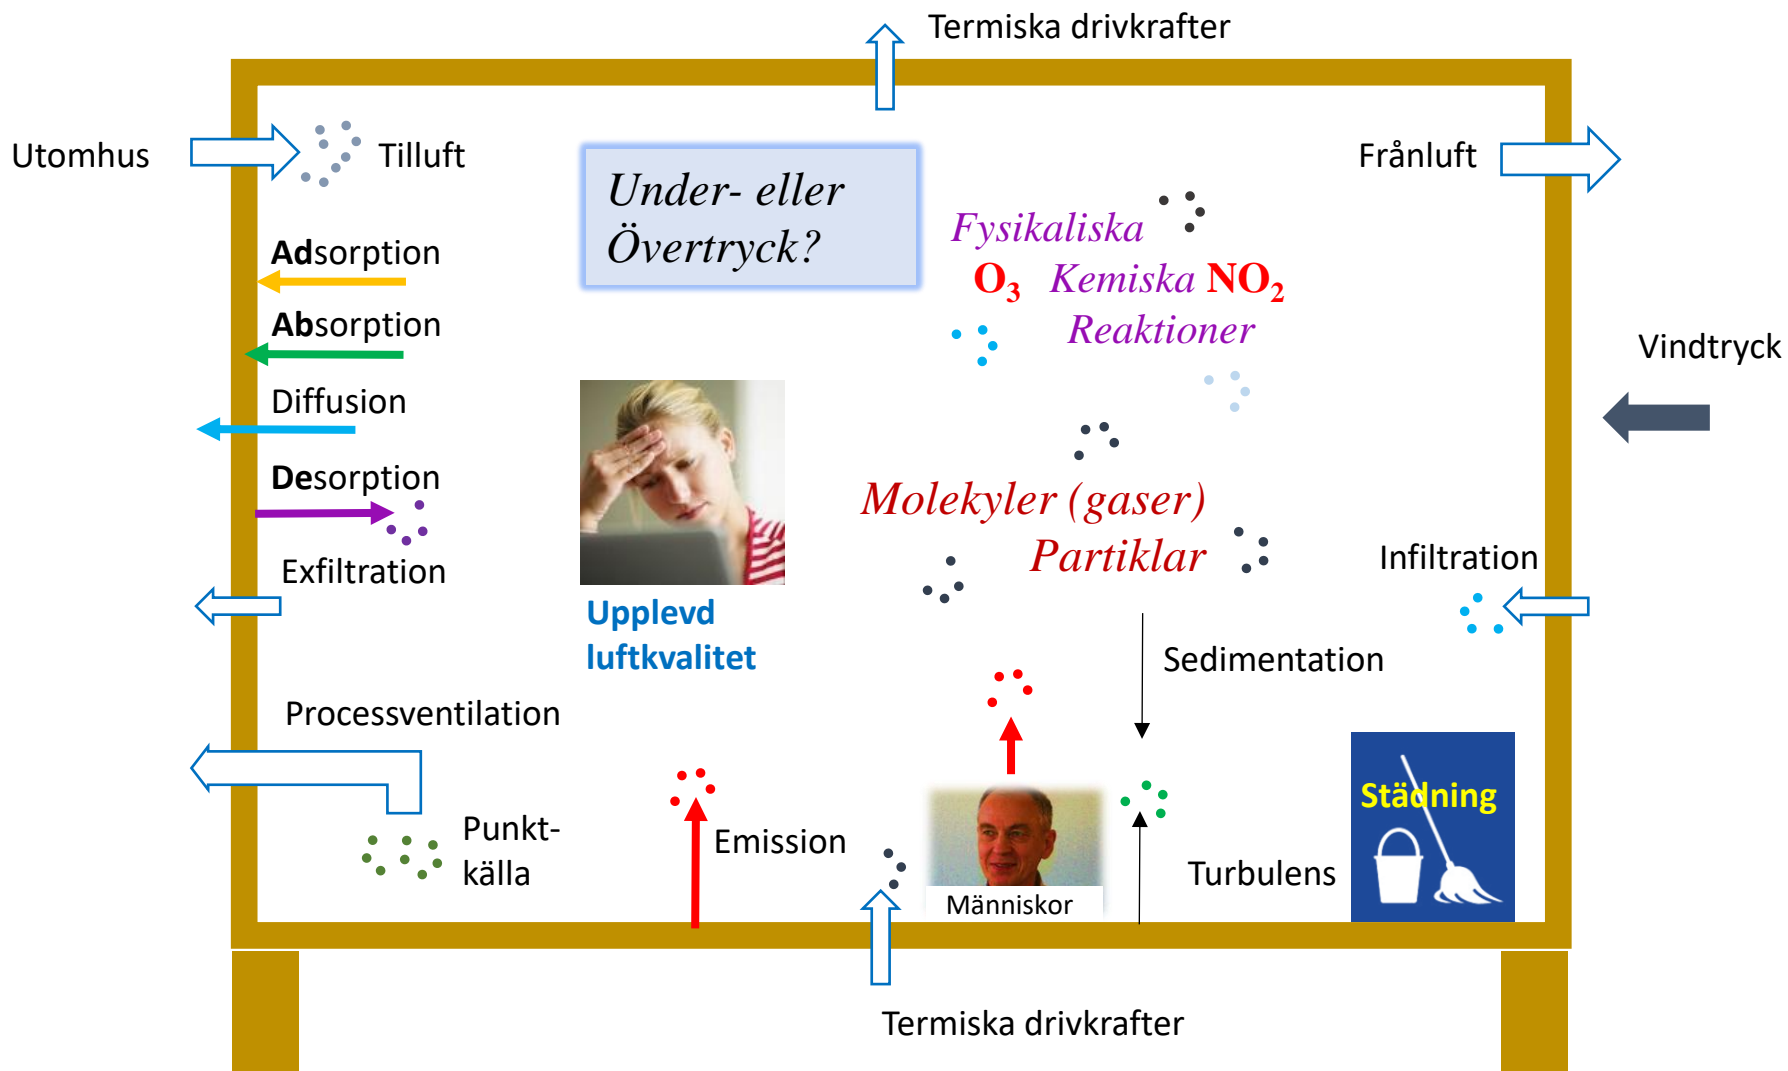 Termiska drivkrafter
Utomhus
Tilluft
Frånluft
Under- eller
Övertryck?
Adsorption
Absorption
Diffusion
Desorption
Exfiltration
Fysikaliska
O₃ Kemiska NO₂
Reaktioner
Vindtryck
Molekyler (gaser)
Partiklar
Infiltration
Upplevd
luftkvalitet
Sedimentation
Processventilation
Punkt-
källa
Emission
Människor
Turbulens
Städning
Termiska drivkrafter